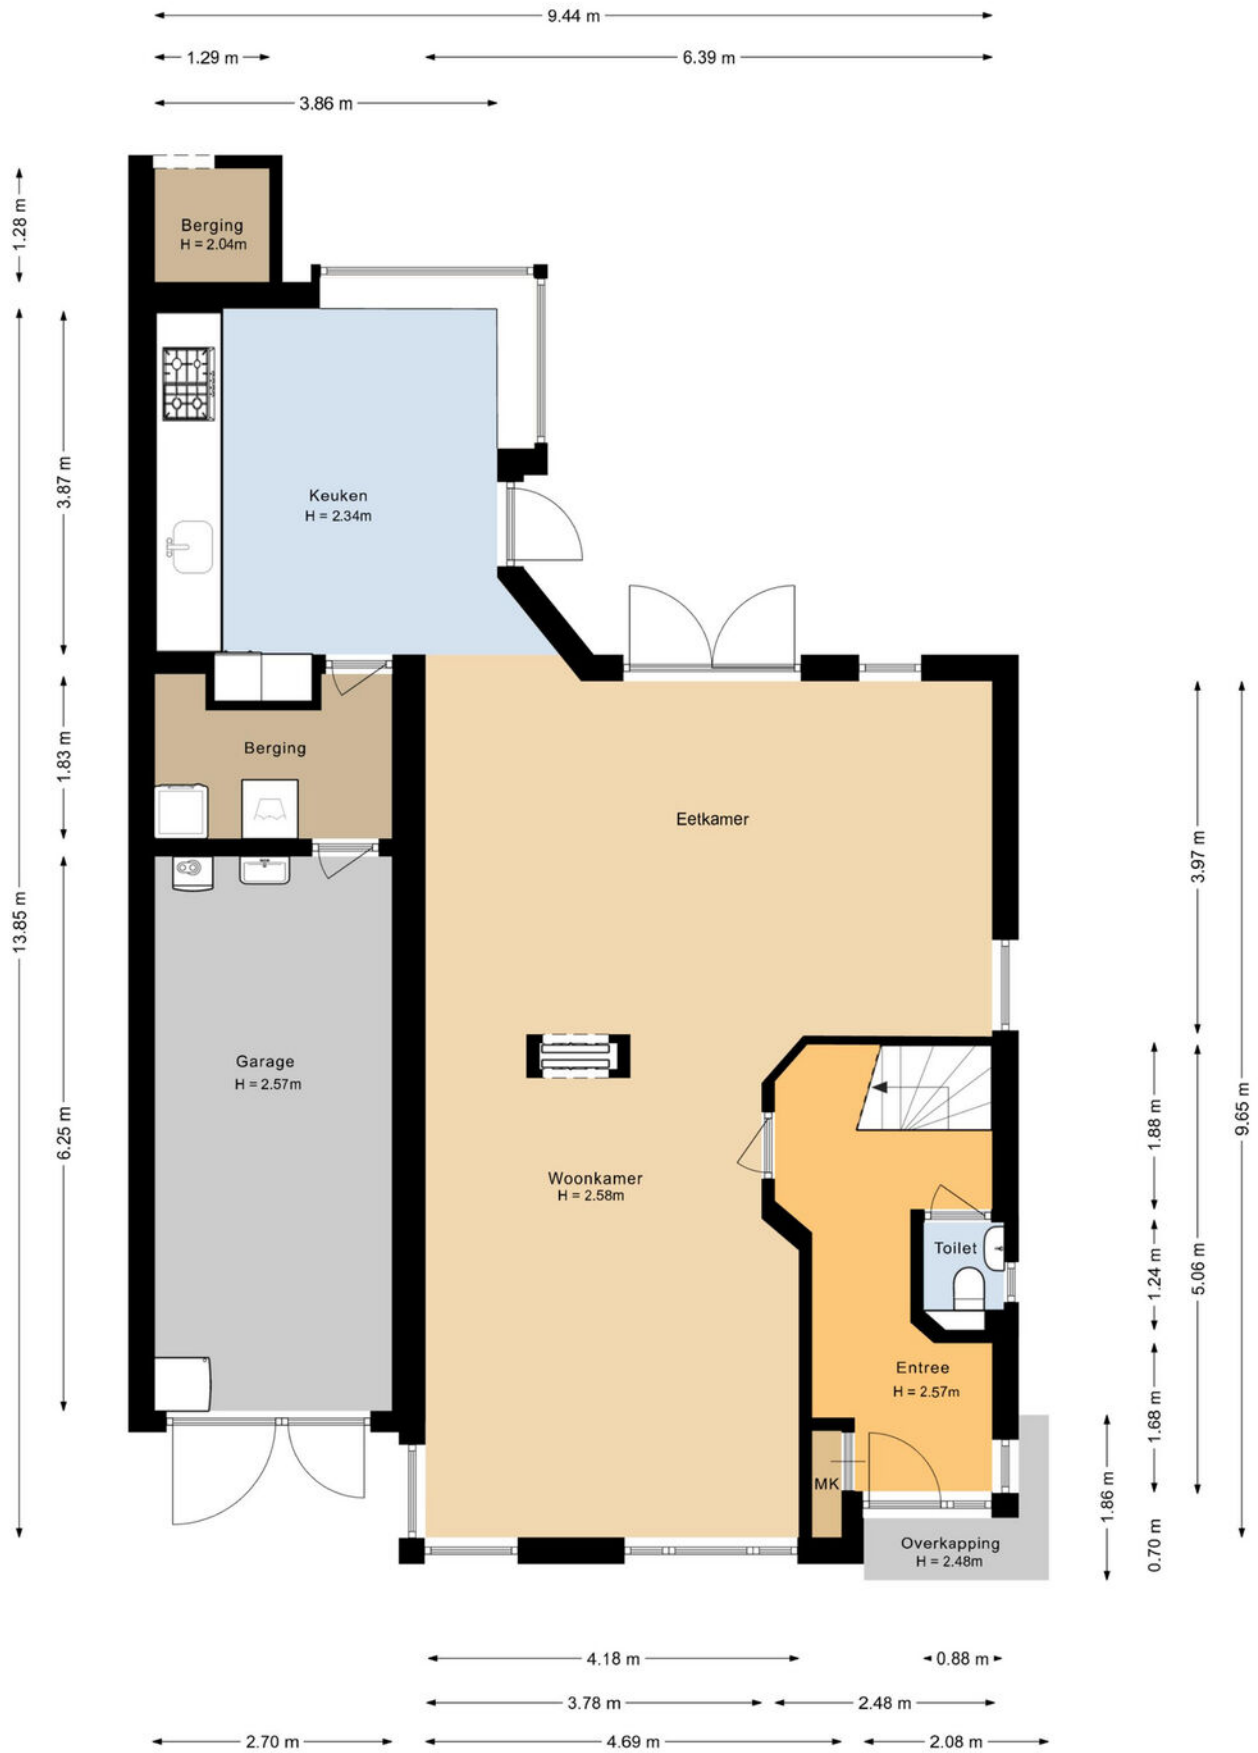 9.44 m
1.29 m
6.39 m
3.86 m
1.28 m
Berging
H = 2.04m
3.87 m
Keuken
H = 2.34m
1.83 m
Berging
Eetkamer
3.97 m
13.85 m
Garage
H = 2.57m
6.25 m
Woonkamer
H = 2.58m
1.88 m
9.65 m
Toilet
1.24 m
5.06 m
Entree
H = 2.57m
1.68 m
MK
1.86 m
Overkapping
H = 2.48m
0.70 m
4.18 m
0.88 m
3.78 m
2.48 m
2.70 m
4.69 m
2.08 m